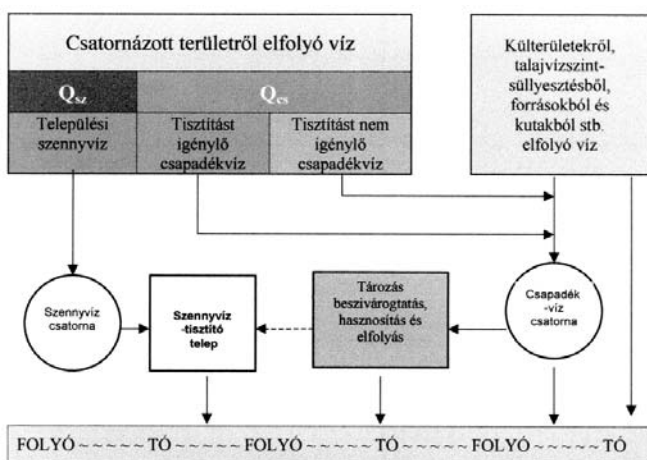 Csatornázott területről elfolyó víz
Q_sz
Q_cs
Települési
szennyvíz
Tisztítást
igénylő
csapadékvíz
Tisztítást nem
igénylő
csapadékvíz
Külterületekről,
talajvízszint-
süllyesztésből,
forrásokból és
kutakból stb.
elfolyó víz
Szennyvíz
csatorna
Szennyvíz
-tisztító
telep
Tározás
beszivárogtatás,
hasznosítás és
elfolyás
Csapadék
-víz
csatorna
FOLYÓ ~ ~ ~ ~ ~ TÓ ~ ~ ~ ~ ~ FOLYÓ ~ ~ ~ ~ ~ TÓ ~ ~ ~ ~ ~ FOLYÓ ~ ~ ~ ~ ~ TÓ